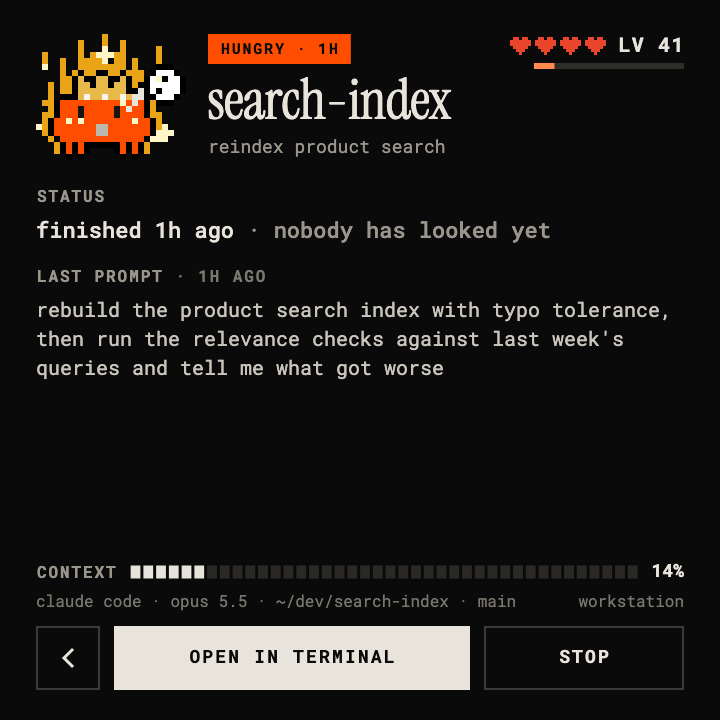 HUNGRY · 1H
LV 41
search-index
reindex product search
STATUS
finished 1h ago · nobody has looked yet
LAST PROMPT · 1H AGO
rebuild the product search index with typo tolerance,
then run the relevance checks against last week's
queries and tell me what got worse
CONTEXT 14%
claude code · opus 5.5 · ~/dev/search-index · main workstation
OPEN IN TERMINAL
STOP